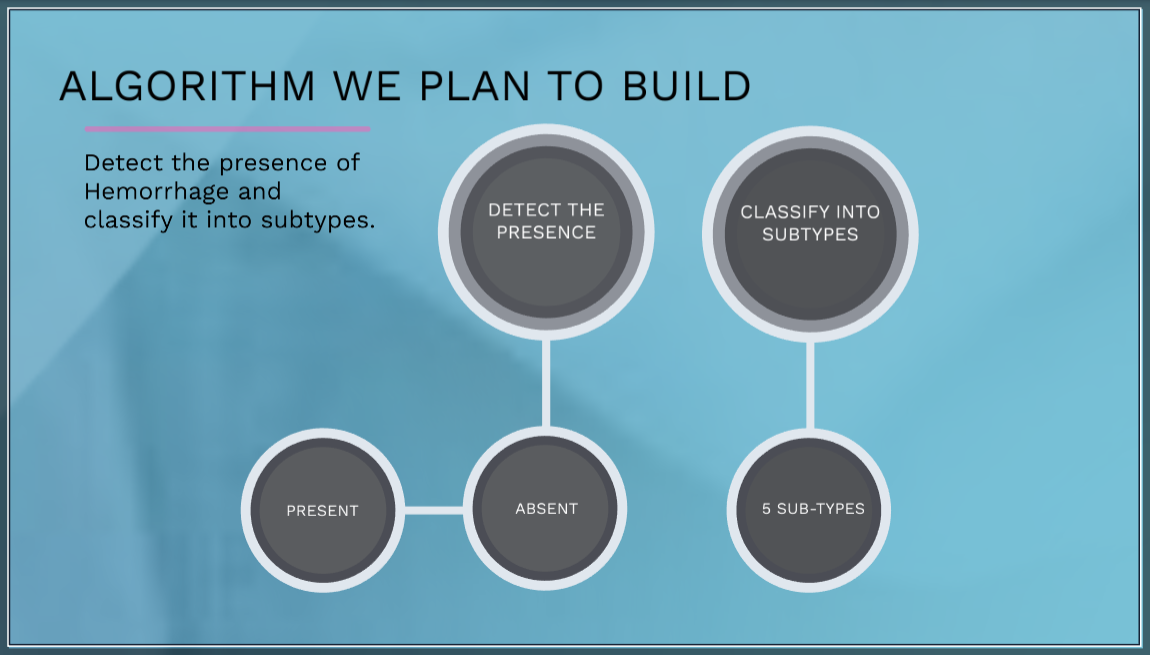 ALGORITHM WE PLAN TO BUILD
Detect the presence of
Hemorrhage and
classify it into subtypes.
DETECT THE
PRESENCE
CLASSIFY INTO
SUBTYPES
PRESENT
ABSENT
5 SUB-TYPES